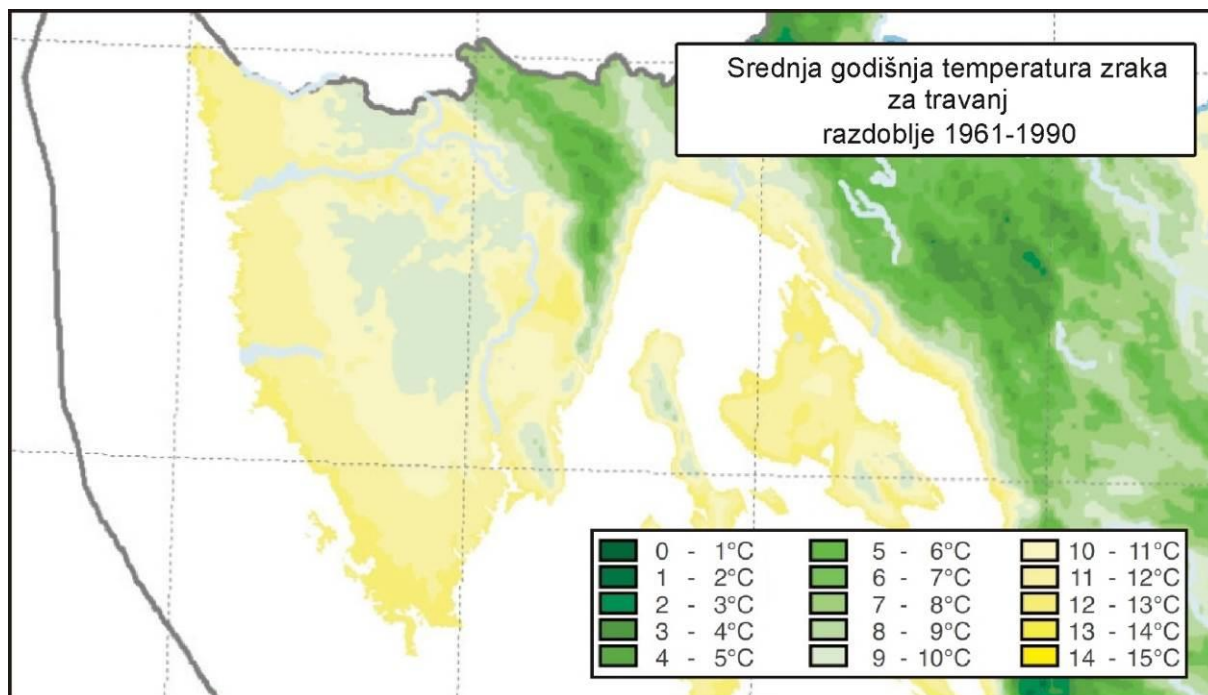 Srednja godišnja temperatura zraka
za travanj
razdoblje 1961-1990
0 - 1°C
1 - 2°C
2 - 3°C
3 - 4°C
4 - 5°C
5 - 6°C
6 - 7°C
7 - 8°C
8 - 9°C
9 - 10°C
10 - 11°C
11 - 12°C
12 - 13°C
13 - 14°C
14 - 15°C